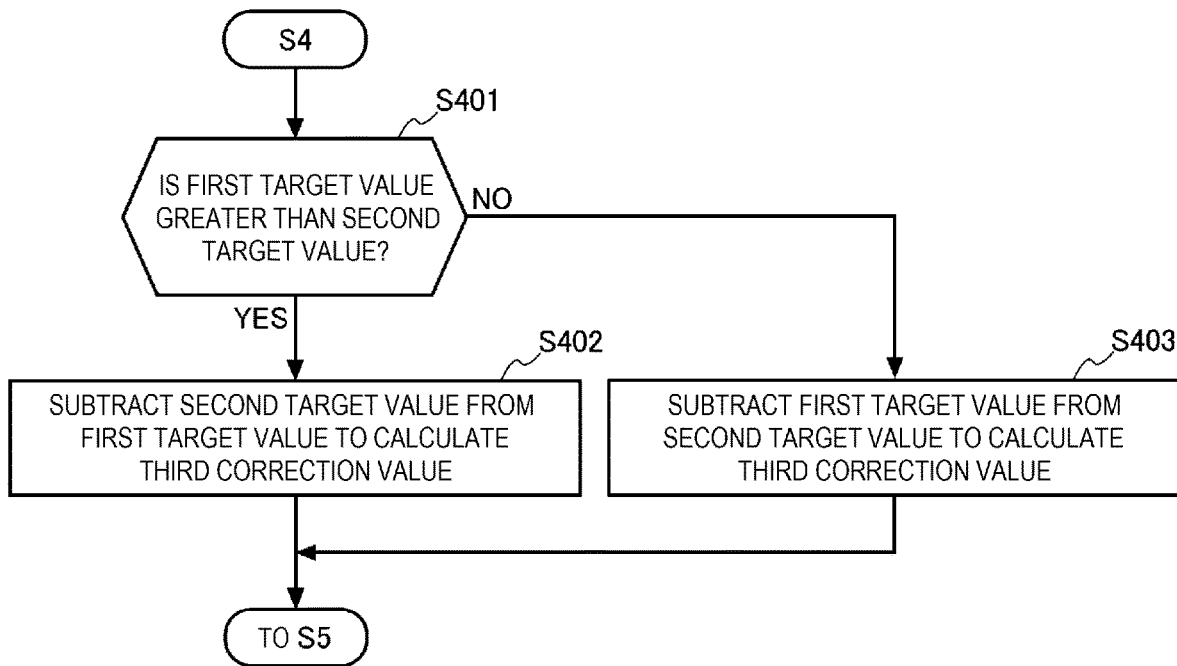 S4
S401
IS FIRST TARGET VALUE
GREATER THAN SECOND
TARGET VALUE?
NO
YES
S402
SUBTRACT SECOND TARGET VALUE FROM
FIRST TARGET VALUE TO CALCULATE
THIRD CORRECTION VALUE
S403
SUBTRACT FIRST TARGET VALUE FROM
SECOND TARGET VALUE TO CALCULATE
THIRD CORRECTION VALUE
TO S5